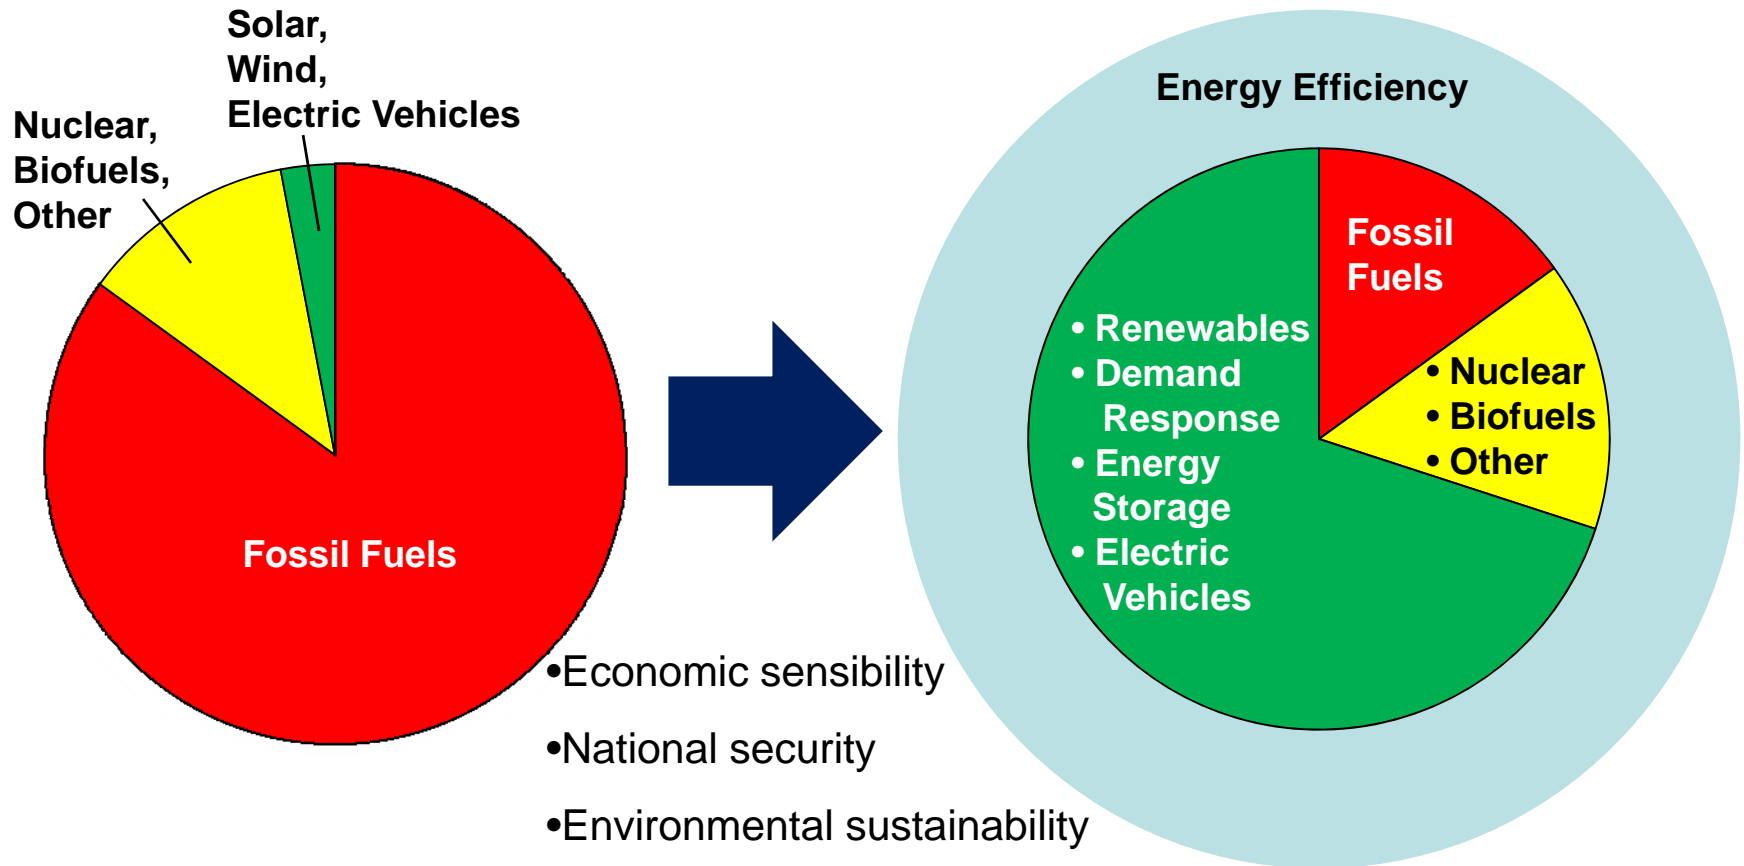 Solar,
Wind,
Electric Vehicles
Nuclear,
Biofuels,
Other
Fossil Fuels
•Economic sensibility
•National security
•Environmental sustainability
Energy Efficiency
Fossil
Fuels
• Renewables
• Demand
Response
• Energy
Storage
• Electric
Vehicles
• Nuclear
• Biofuels
• Other